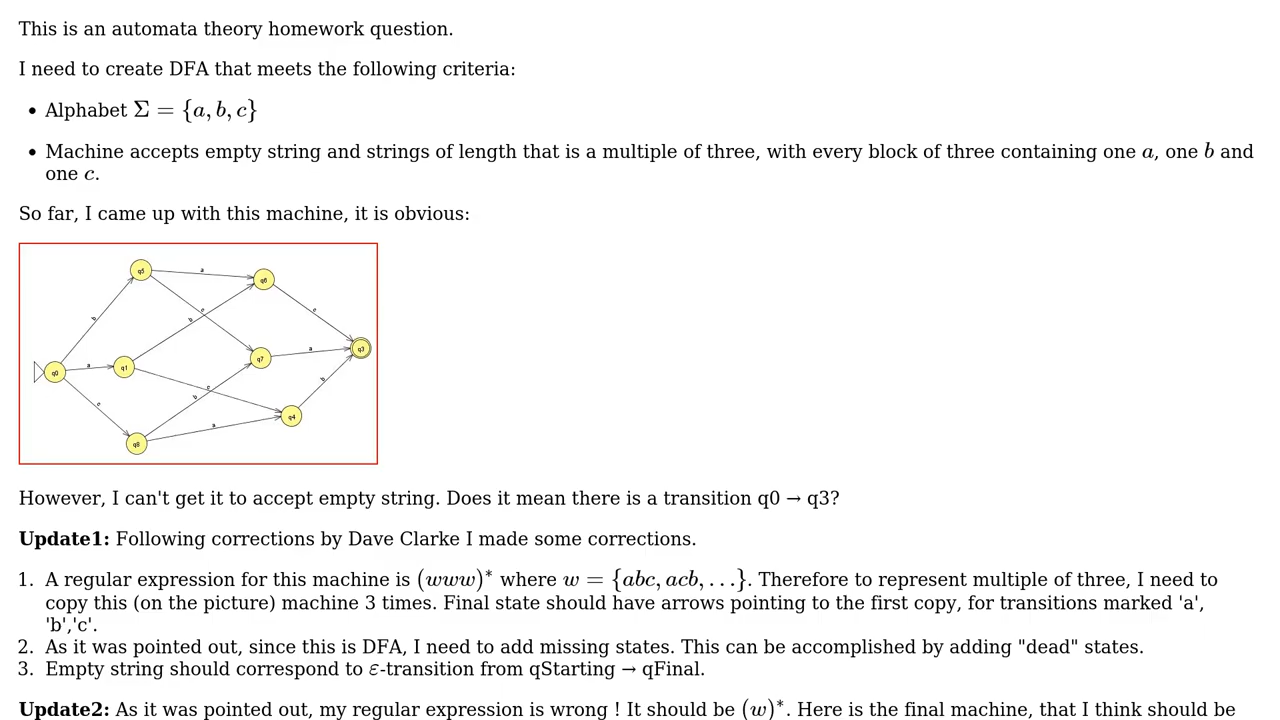 This is an automata theory homework question.
I need to create DFA that meets the following criteria:
• Alphabet Σ = {a, b, c}
• Machine accepts empty string and strings of length that is a multiple of three, with every block of three containing one a, one b and
one c.
So far, I came up with this machine, it is obvious:
q5
a
q6
b
c
b
c
q3
q0
a
q1
q7
a
c
b
c
b
q4
q8
a
However, I can't get it to accept empty string. Does it mean there is a transition q0 → q3?
Update1: Following corrections by Dave Clarke I made some corrections.
1. A regular expression for this machine is (www)* where w = {abc, acb, . . .}. Therefore to represent multiple of three, I need to
copy this (on the picture) machine 3 times. Final state should have arrows pointing to the first copy, for transitions marked 'a',
'b','c'.
2. As it was pointed out, since this is DFA, I need to add missing states. This can be accomplished by adding "dead" states.
3. Empty string should correspond to ε-transition from qStarting → qFinal.
Update2: As it was pointed out, my regular expression is wrong ! It should be (w)*. Here is the final machine, that I think should be